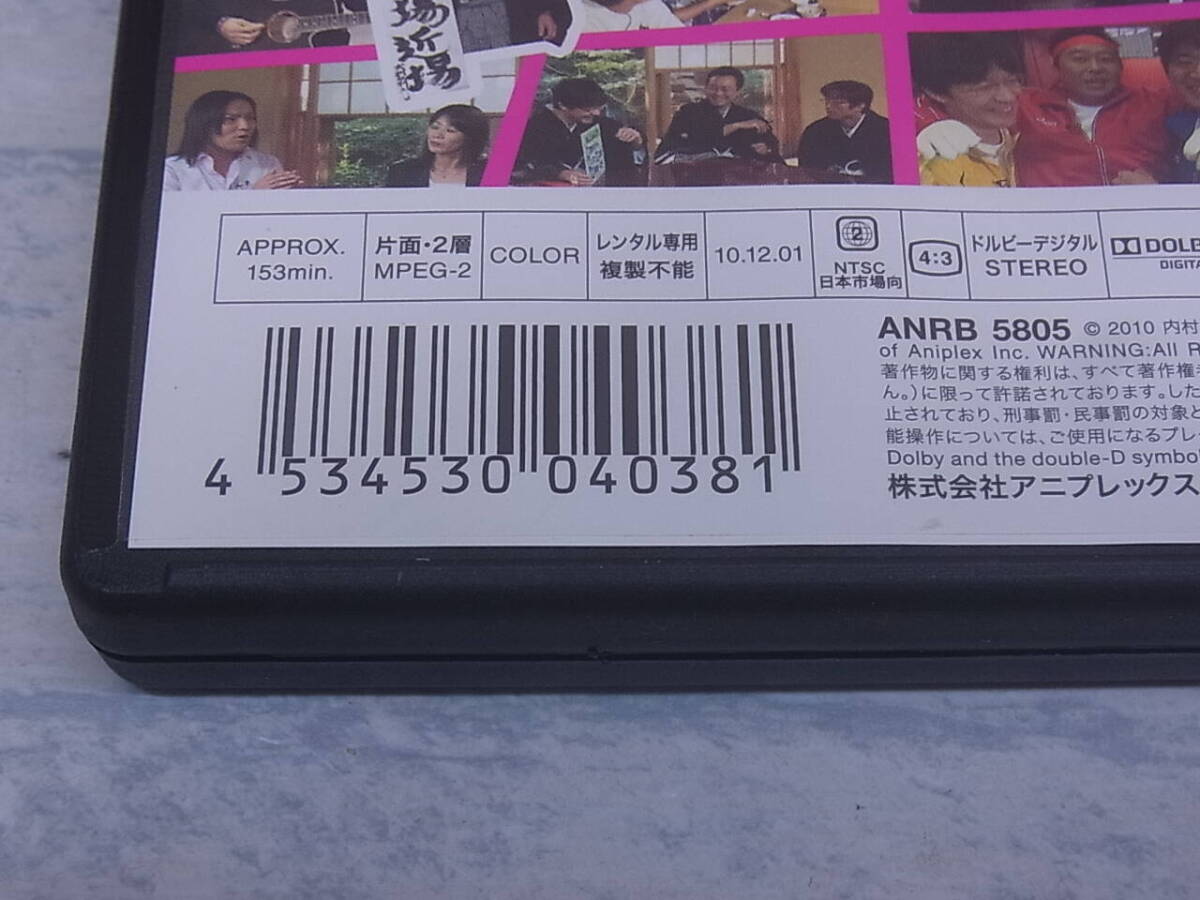 場近場
APPROX.
153min.
片面・2層
MPEG-2
COLOR
レンタル専用
複製不能
10.12.01
2
NTSC
日本市場向
4:3
ドルビーデジタル
STEREO
DOLB
DIGITA
ANRB 5805 © 2010 内村
of Aniplex Inc. WARNING:All R
著作物に関する権利は、すべて著作権者
ん。)に限って許諾されております。した
止されており、刑事罰・民事罰の対象と
能操作については、ご使用になるプレー
Dolby and the double-D symbol
株式会社アニプレックス
4 534530 040381